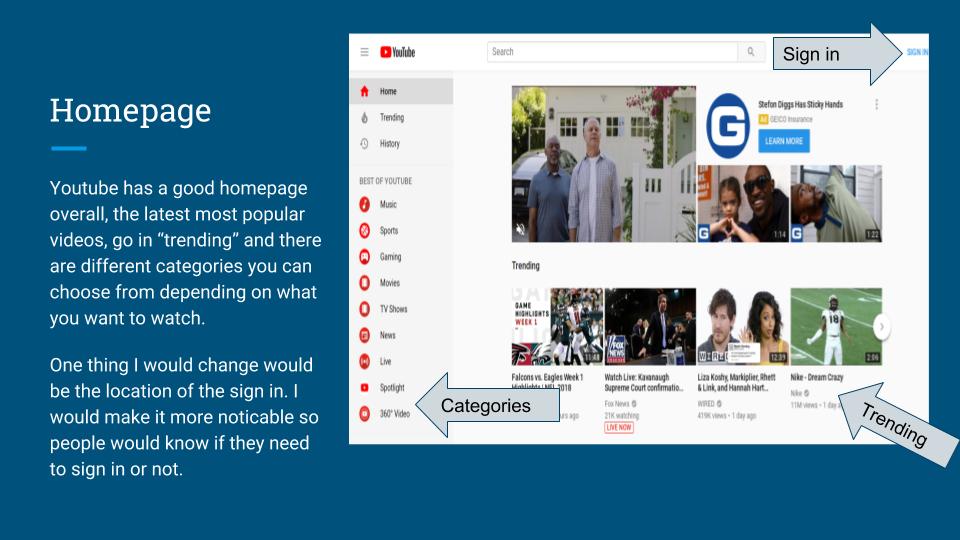 Homepage
Youtube has a good homepage
overall, the latest most popular
videos, go in “trending” and there
are different categories you can
choose from depending on what
you want to watch.
One thing I would change would
be the location of the sign in. I
would make it more noticable so
people would know if they need
to sign in or not.
YouTube
Search
Sign in
SIGN IN
Home
Trending
History
BEST OF YOUTUBE
Music
Sports
Gaming
Movies
TV Shows
News
Live
Spotlight
360° Video
Categories
Stefon Diggs Has Sticky Hands
Ad GEICO Insurance
LEARN MORE
G
G
G
1:14
1:22
Trending
GAME
HIGHLIGHTS
WEEK 1
11:48
FOX
NEWS
WIRED
12:39
18
2:06
Falcons vs. Eagles Week 1
Highlights | NFL 2018
ours ago
Watch Live: Kavanaugh
Supreme Court confirmatio...
Fox News
21K watching
LIVE NOW
Liza Koshy, Markiplier, Rhett
& Link, and Hannah Hart...
WIRED
419K views • 1 day ago
Nike - Dream Crazy
Nike
11M views • 1 day a
Trending